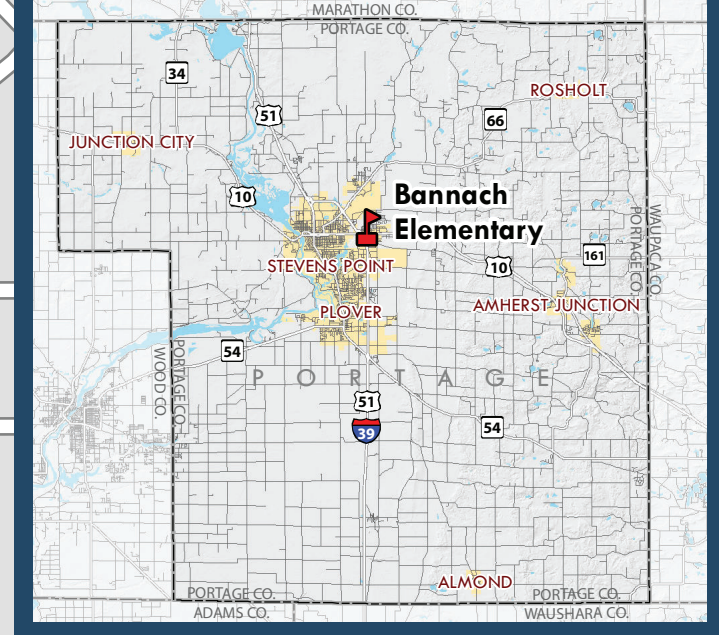 MARATHON CO.
PORTAGE CO.
34
ROSHOLT
51
66
JUNCTION CITY
10
Bannach
Elementary
WAUPACA CO.
PORTAGE CO.
161
10
STEVENS POINT
AMHERST JUNCTION
PLOVER
54
PORTAGE CO.
WOOD CO.
PORTAGE
51
39
54
ALMOND
PORTAGE CO.
ADAMS CO.
PORTAGE CO.
WAUSHARA CO.